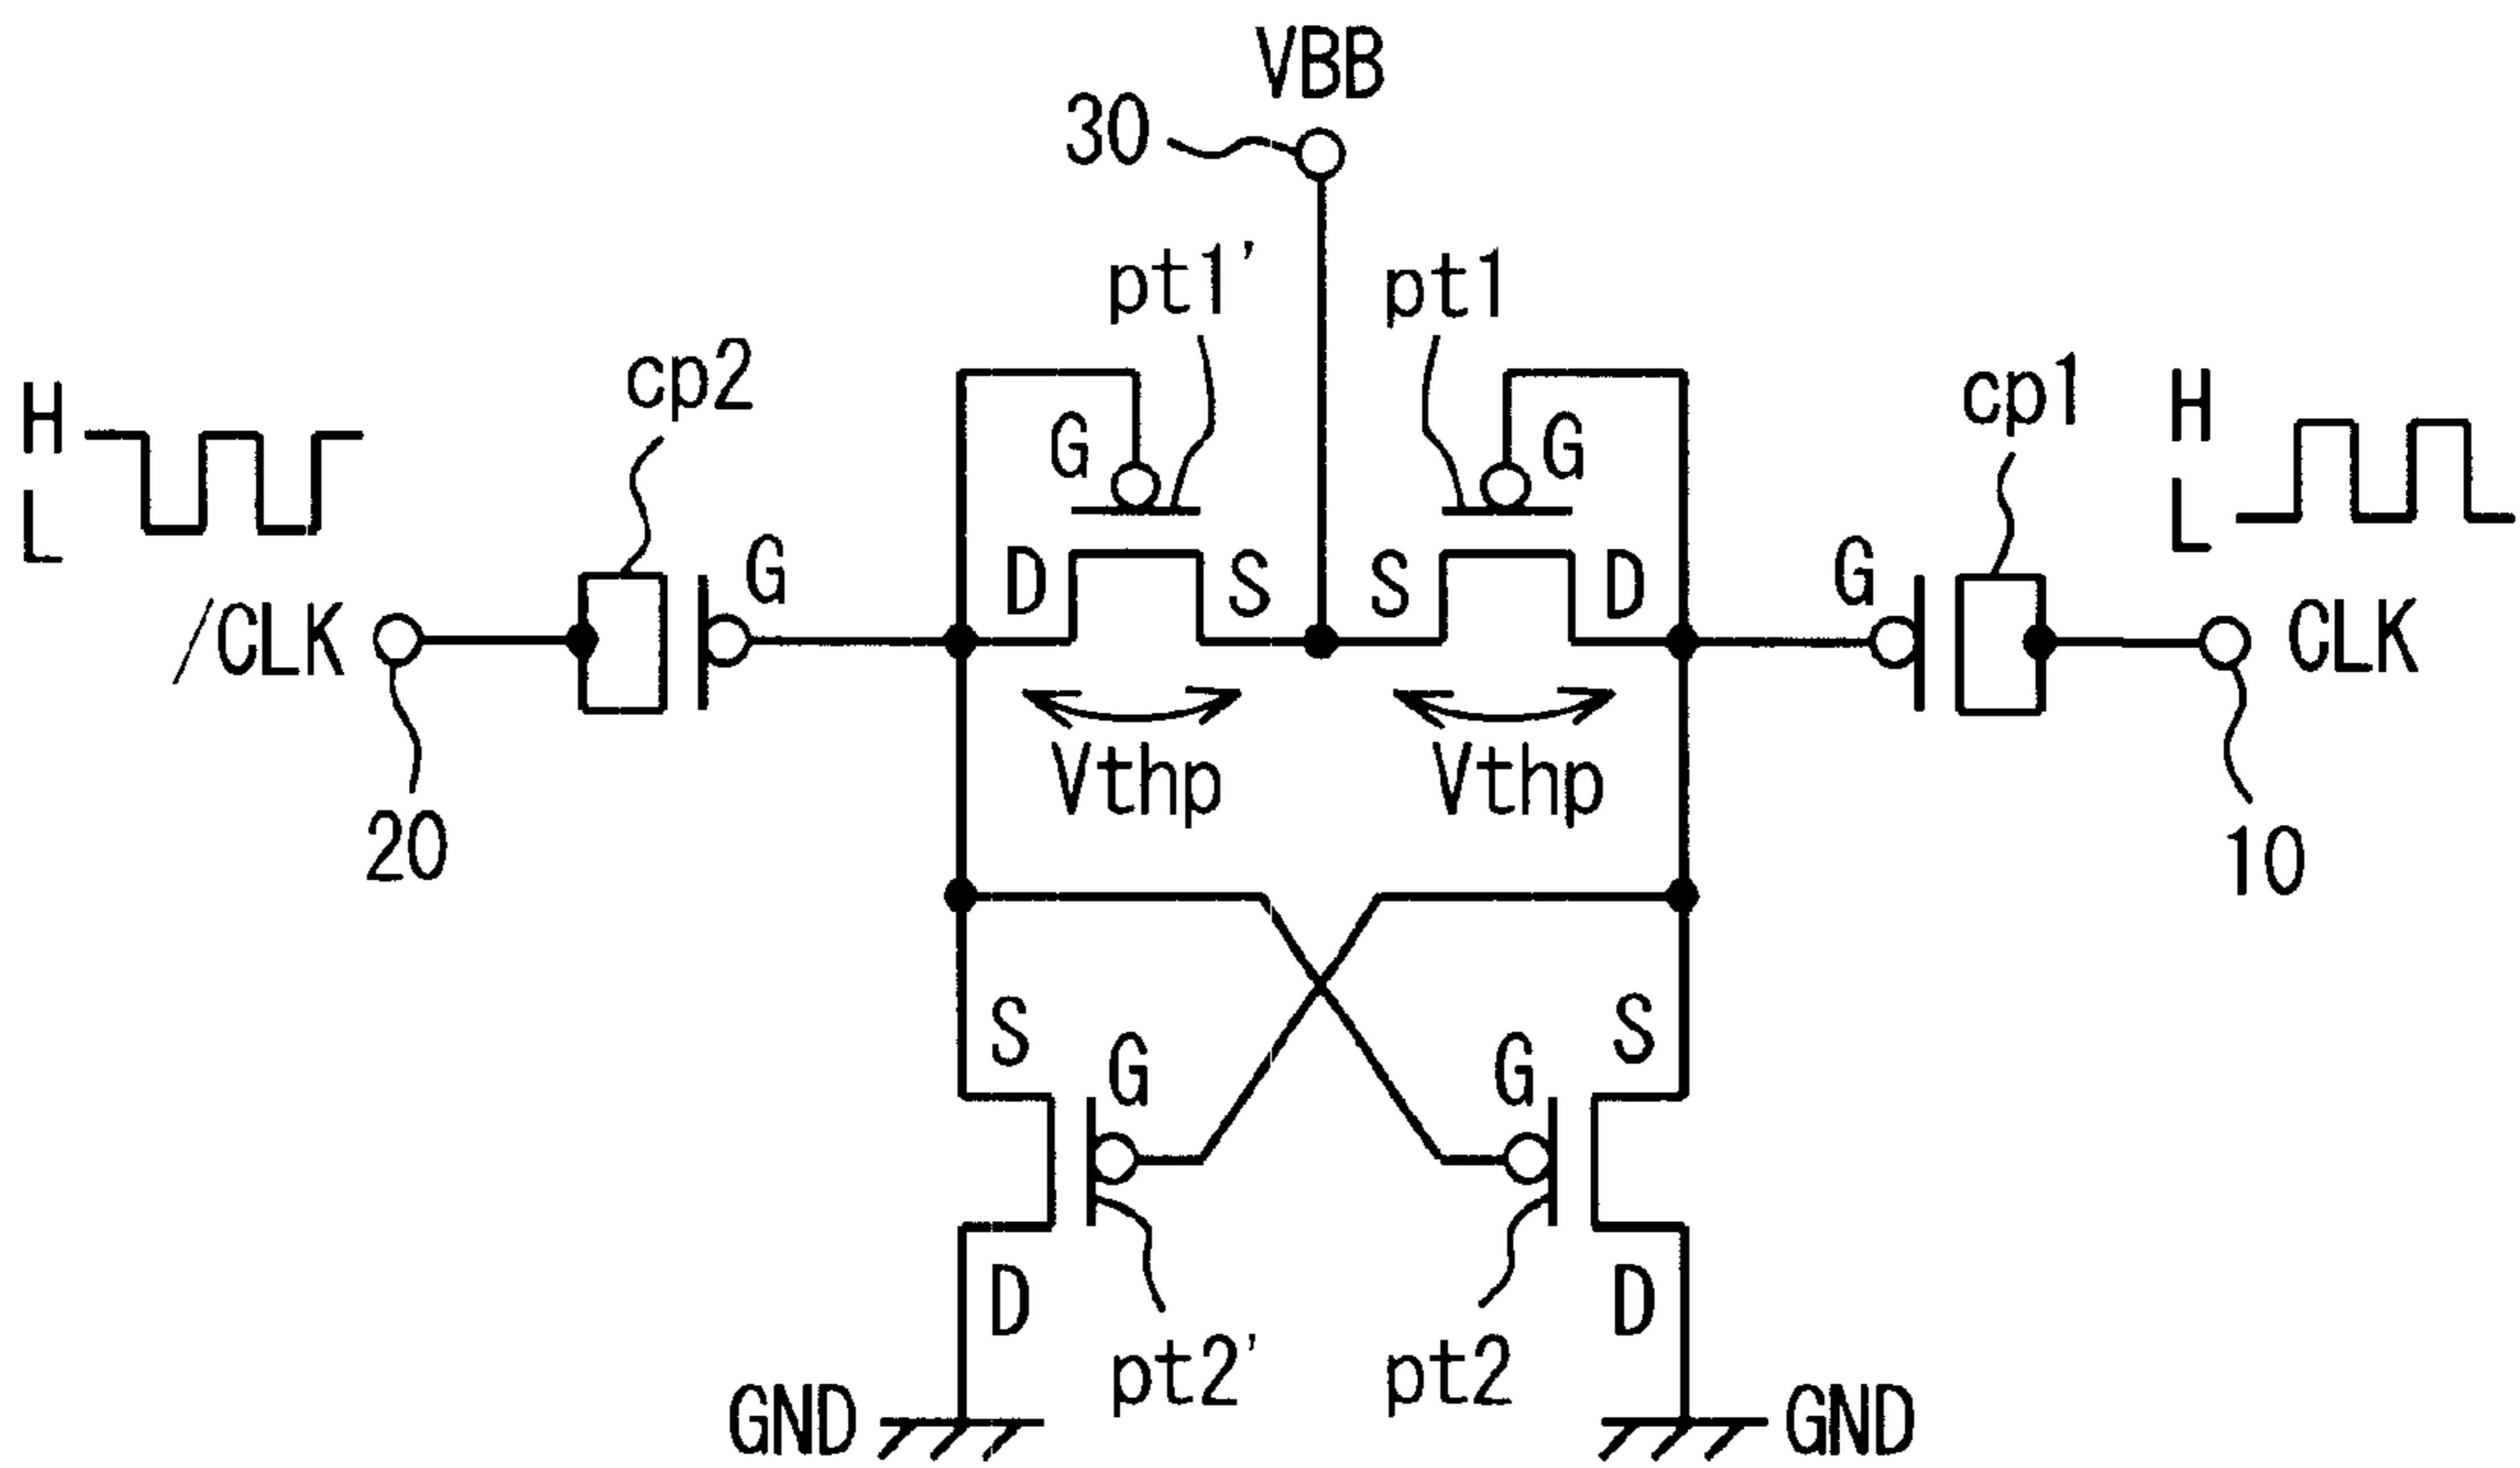 VBB
30
pt1'
pt1
cp2
cp1
H
H
G
G
L
L
G
D
S
S
D
G
/CLK
CLK
Vthp
Vthp
20
10
S
G
G
S
D
D
pt2'
pt2
GND
GND